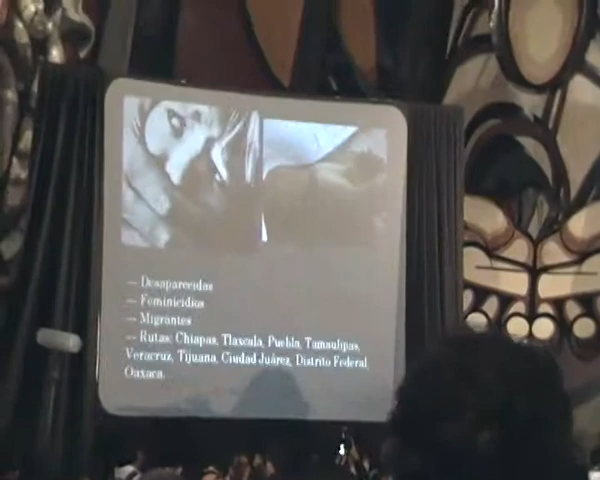 — Desaparecidas
— Feminicidios
— Migrantes
— Rutas: Chiapas, Tlaxcala, Puebla, Tamaulipas,
Veracruz, Tijuana, Ciudad Juárez, Distrito Federal,
Oaxaca.